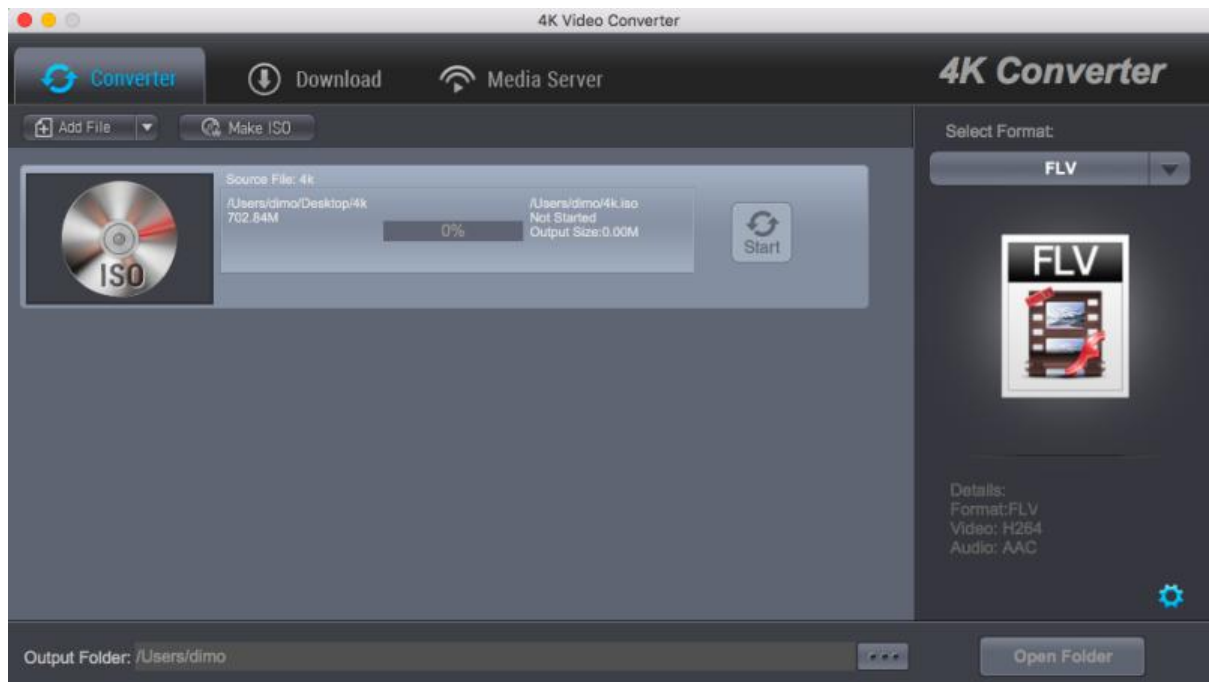 4K Video Converter
Converter
Download
Media Server
4K Converter
Add File
Make ISO
Select Format:
FLV
Source File: 4k
/Users/dimo/Desktop/4k
702.84M
0%
/Users/dimo/4k.iso
Not Started
Output Size:0.00M
Start
ISO
FLV
Details:
Format:FLV
Video: H264
Audio: AAC
Output Folder: /Users/dimo
Open Folder